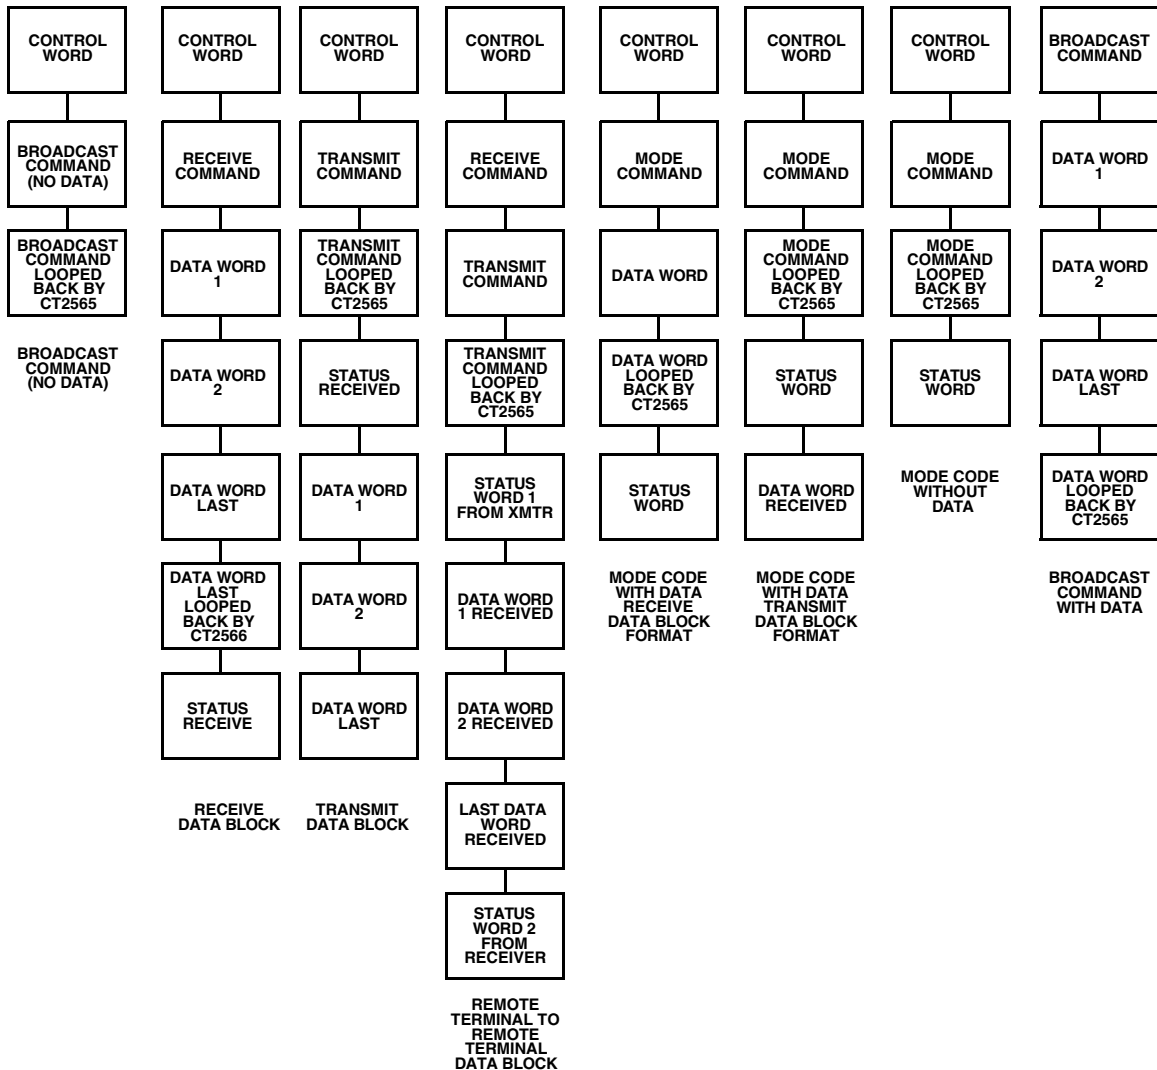 CONTROL
WORD
BROADCAST
COMMAND
(NO DATA)
BROADCAST
COMMAND
LOOPED
BACK BY
CT2565
BROADCAST
COMMAND
(NO DATA)
CONTROL
WORD
RECEIVE
COMMAND
DATA WORD
1
DATA WORD
2
DATA WORD
LAST
DATA WORD
LAST
LOOPED
BACK BY
CT2566
STATUS
RECEIVE
RECEIVE
DATA BLOCK
CONTROL
WORD
TRANSMIT
COMMAND
TRANSMIT
COMMAND
LOOPED
BACK BY
CT2565
STATUS
RECEIVED
DATA WORD
1
DATA WORD
2
DATA WORD
LAST
TRANSMIT
DATA BLOCK
CONTROL
WORD
RECEIVE
COMMAND
TRANSMIT
COMMAND
TRANSMIT
COMMAND
LOOPED
BACK BY
CT2565
STATUS
WORD 1
FROM XMTR
DATA WORD
1 RECEIVED
DATA WORD
2 RECEIVED
LAST DATA
WORD
RECEIVED
STATUS
WORD 2
FROM
RECEIVER
REMOTE
TERMINAL TO
REMOTE
TERMINAL
DATA BLOCK
CONTROL
WORD
MODE
COMMAND
DATA WORD
DATA WORD
LOOPED
BACK BY
CT2565
STATUS
WORD
MODE CODE
WITH DATA
RECEIVE
DATA BLOCK
FORMAT
CONTROL
WORD
MODE
COMMAND
MODE
COMMAND
LOOPED
BACK BY
CT2565
STATUS
WORD
DATA WORD
RECEIVED
MODE CODE
WITH DATA
TRANSMIT
DATA BLOCK
FORMAT
CONTROL
WORD
MODE
COMMAND
MODE
COMMAND
LOOPED
BACK BY
CT2565
STATUS
WORD
MODE CODE
WITHOUT
DATA
BROADCAST
COMMAND
DATA WORD
1
DATA WORD
2
DATA WORD
LAST
DATA WORD
LOOPED
BACK BY
CT2565
BROADCAST
COMMAND
WITH DATA